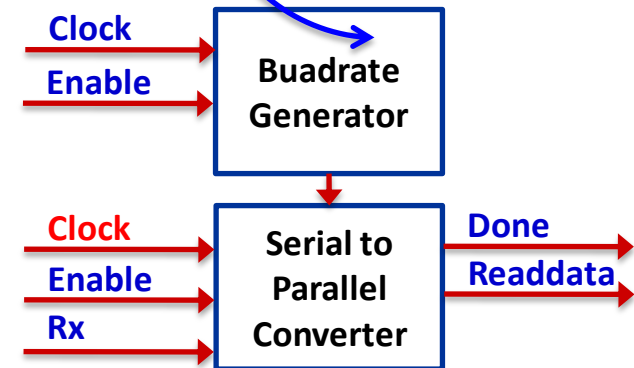 Clock
Enable
Buadrate
Generator
Clock
Enable
Rx
Serial to
Parallel
Converter
Done
Readdata